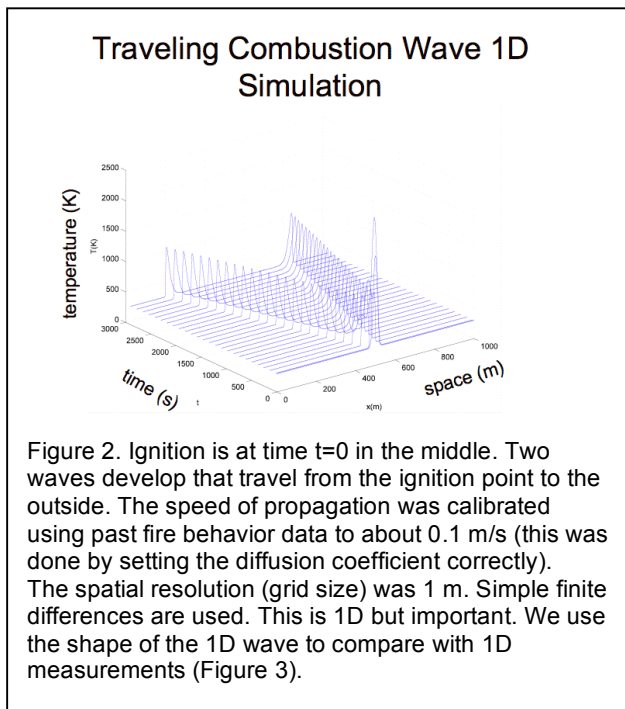 Traveling Combustion Wave 1D
Simulation
temperature (K)
T(K)
2500
2000
1500
1000
500
0
3000
2500
2000
1500
1000
500
0
time (s)
t
0
200
400
600
800
1000
x(m)
space (m)
Figure 2. Ignition is at time t=0 in the middle. Two
waves develop that travel from the ignition point to the
outside. The speed of propagation was calibrated
using past fire behavior data to about 0.1 m/s (this was
done by setting the diffusion coefficient correctly).
The spatial resolution (grid size) was 1 m. Simple finite
differences are used. This is 1D but important. We use
the shape of the 1D wave to compare with 1D
measurements (Figure 3).